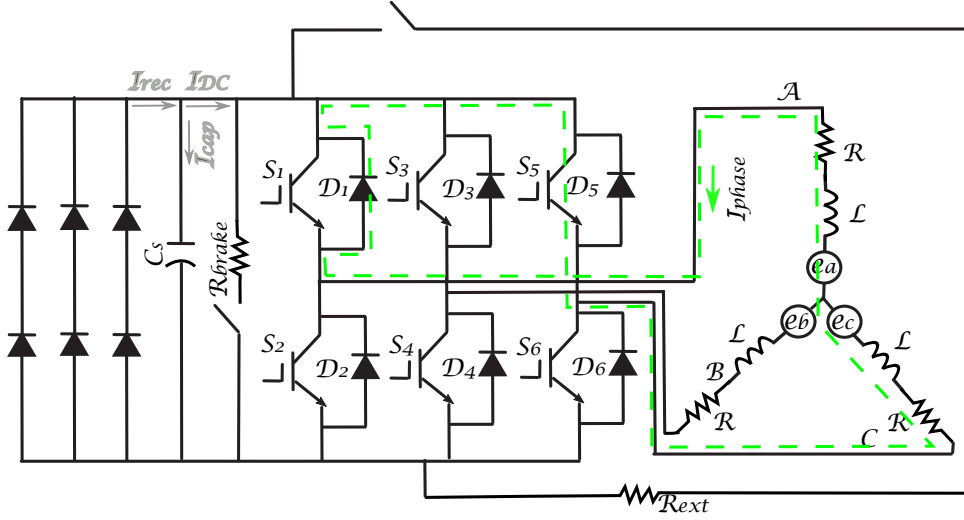 A
Irec IDC
Icap
S1 D1 S3 D3 S5 D5
Iphase
R
L
Cs
Rbrake
ea
eb ec
S2 D2 S4 D4 S6 D6
L L
B
R R
C
Rext